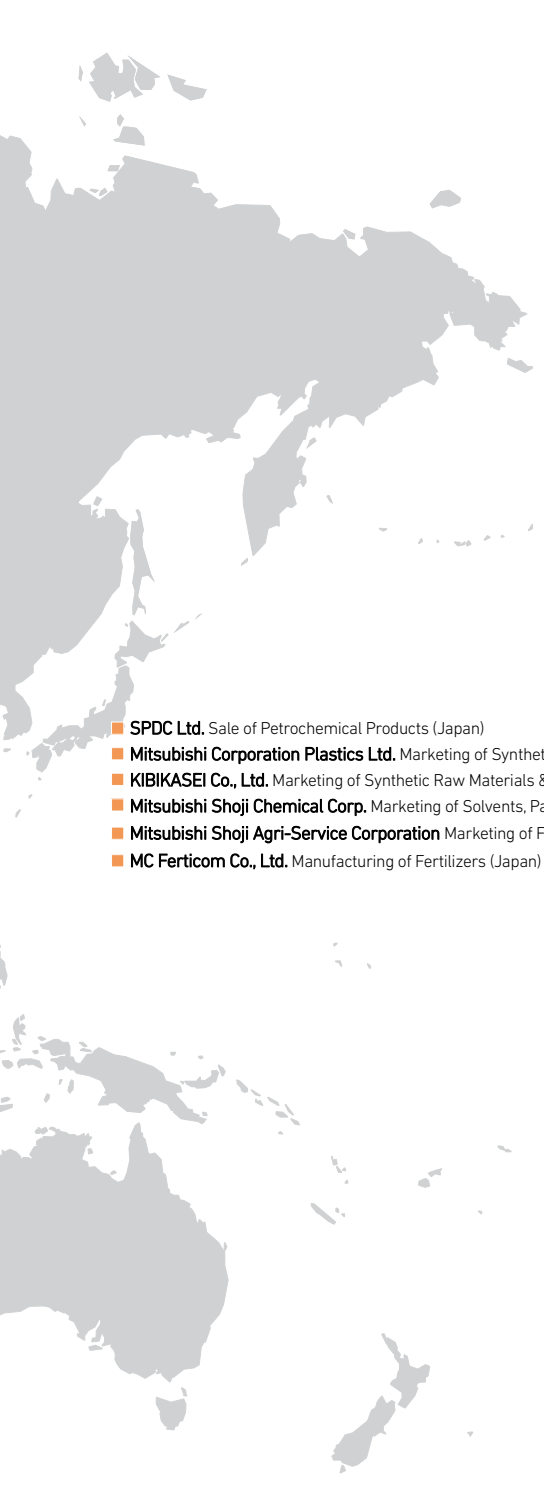 SPDC Ltd. Sale of Petrochemical Products (Japan)
Mitsubishi Corporation Plastics Ltd. Marketing of Synthet
KIBIKASEI Co., Ltd. Marketing of Synthetic Raw Materials &
Mitsubishi Shoji Chemical Corp. Marketing of Solvents, Pa
Mitsubishi Shoji Agri-Service Corporation Marketing of F
MC Ferticom Co., Ltd. Manufacturing of Fertilizers (Japan)